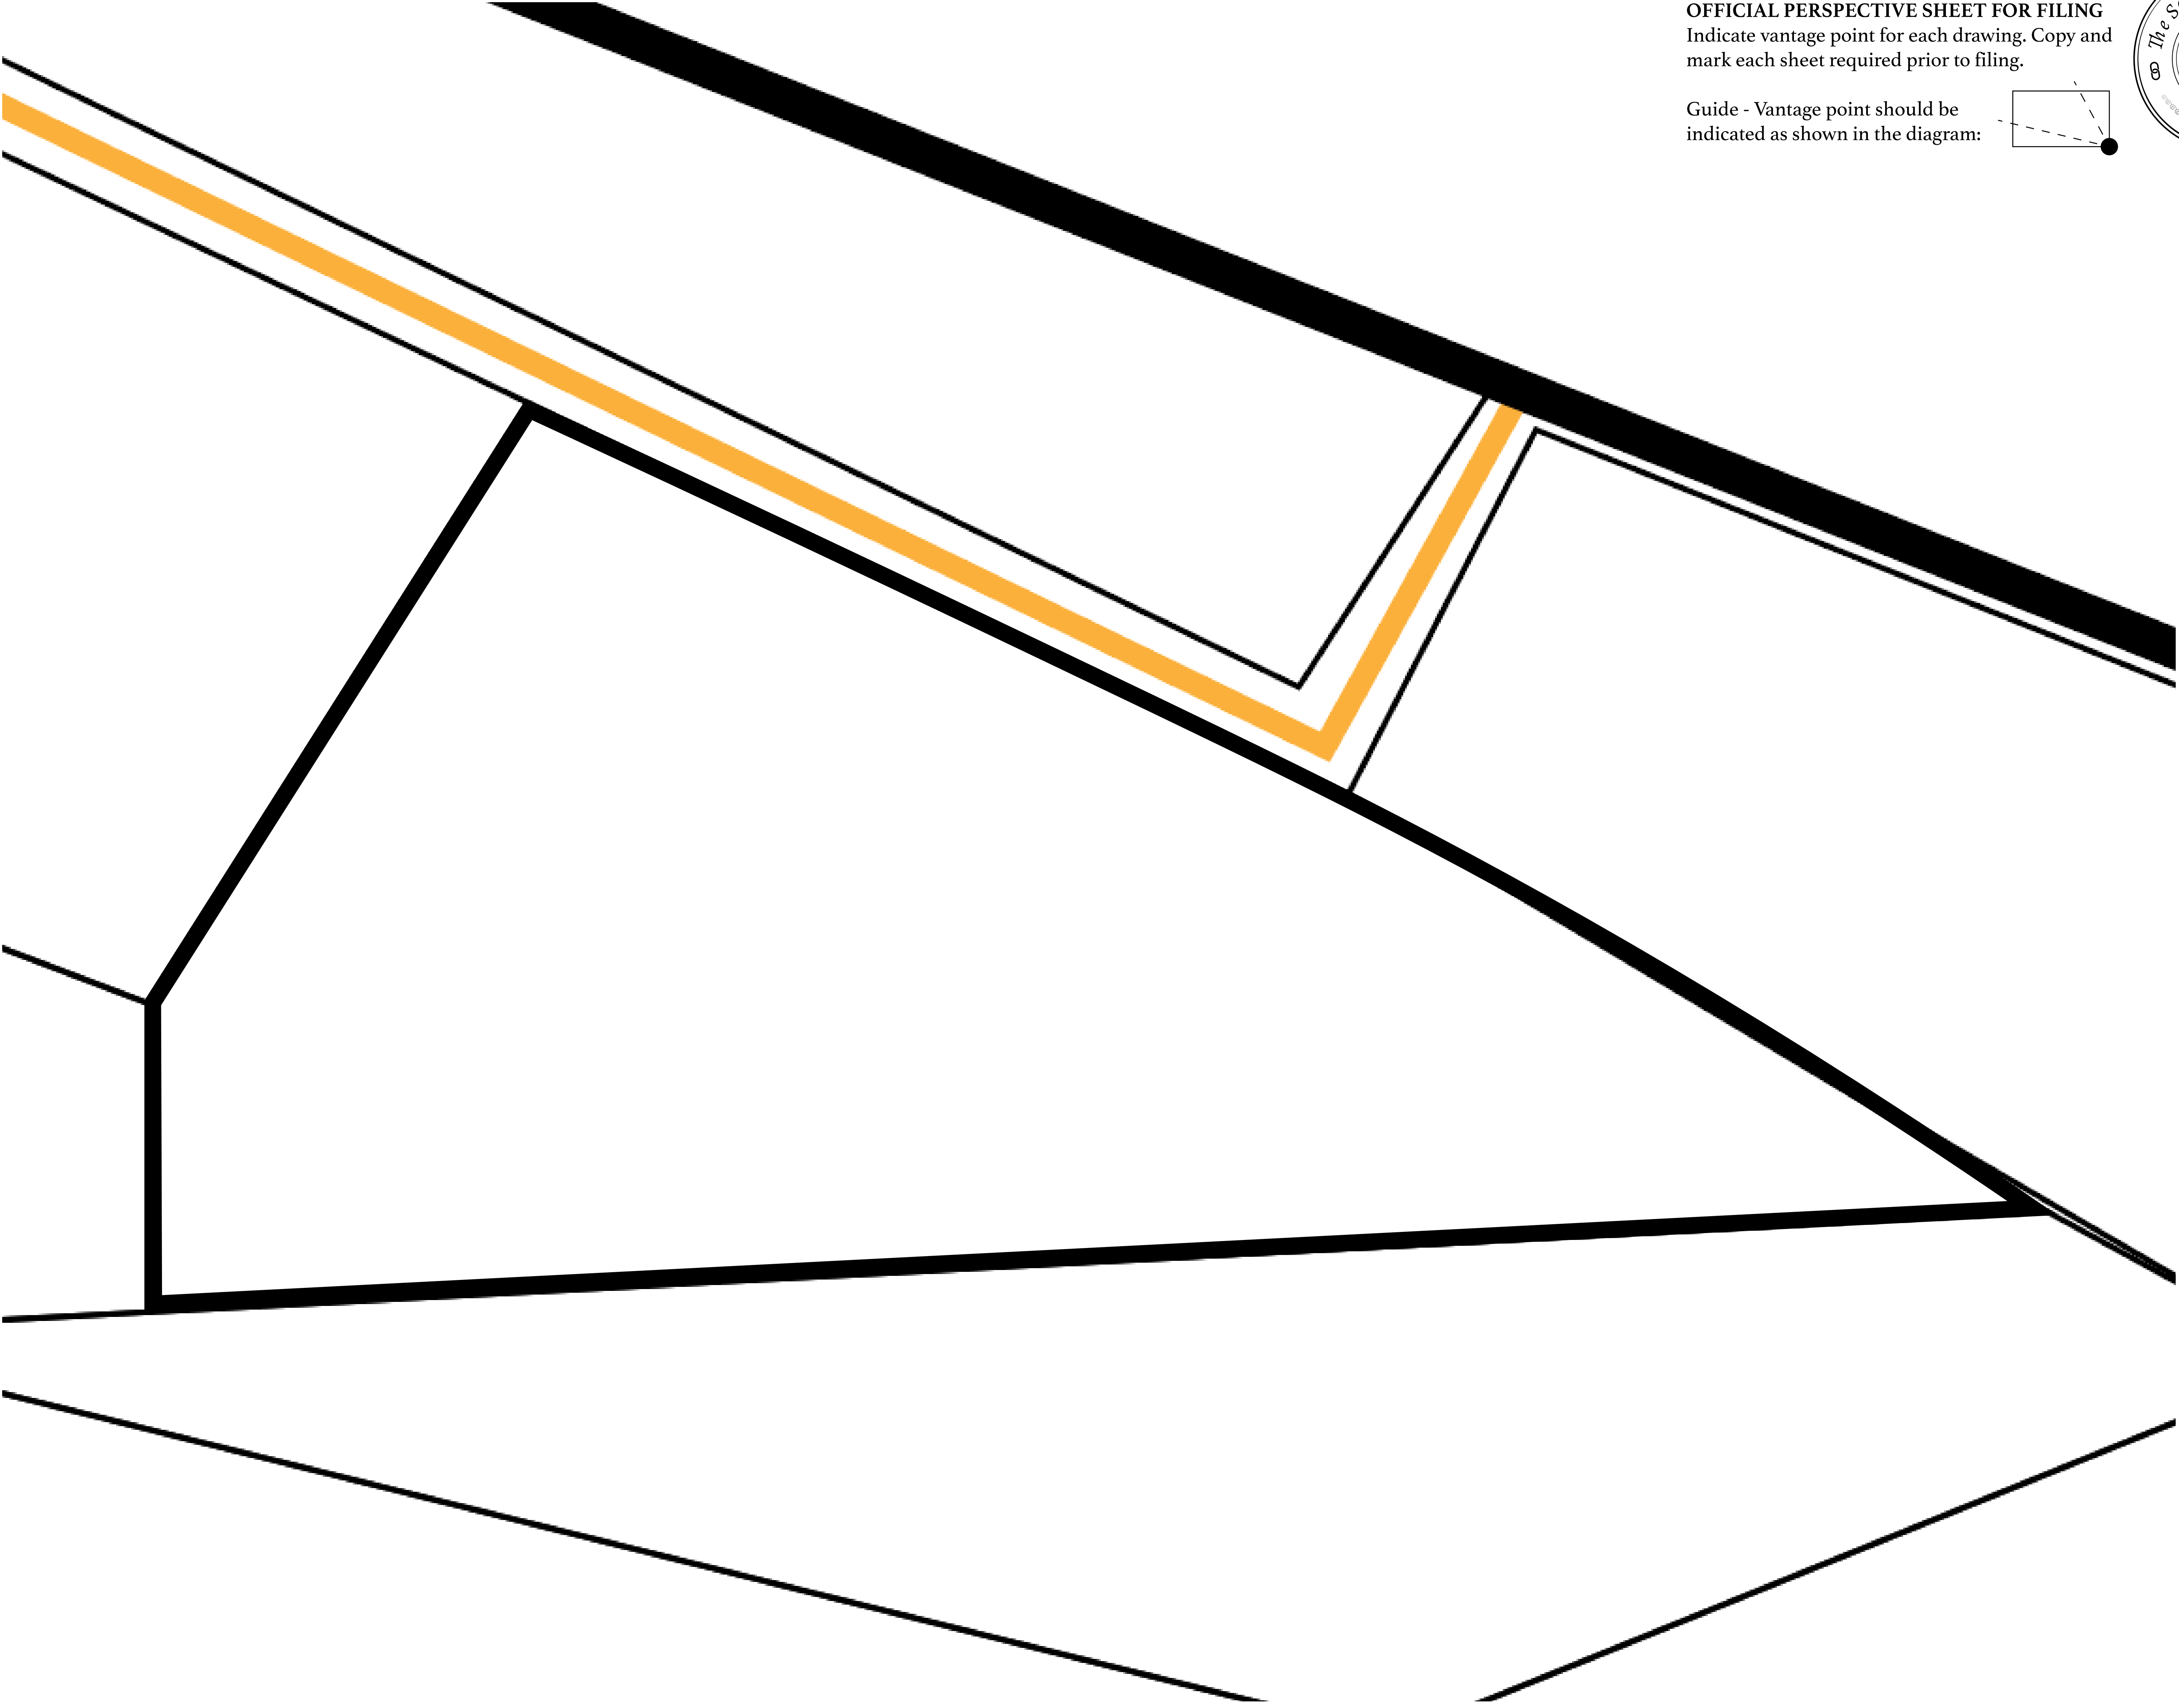 OFFICIAL PERSPECTIVE SHEET FOR FILING
Indicate vantage point for each drawing. Copy and
mark each sheet required prior to filing.
Guide - Vantage point should be
indicated as shown in the diagram:
The